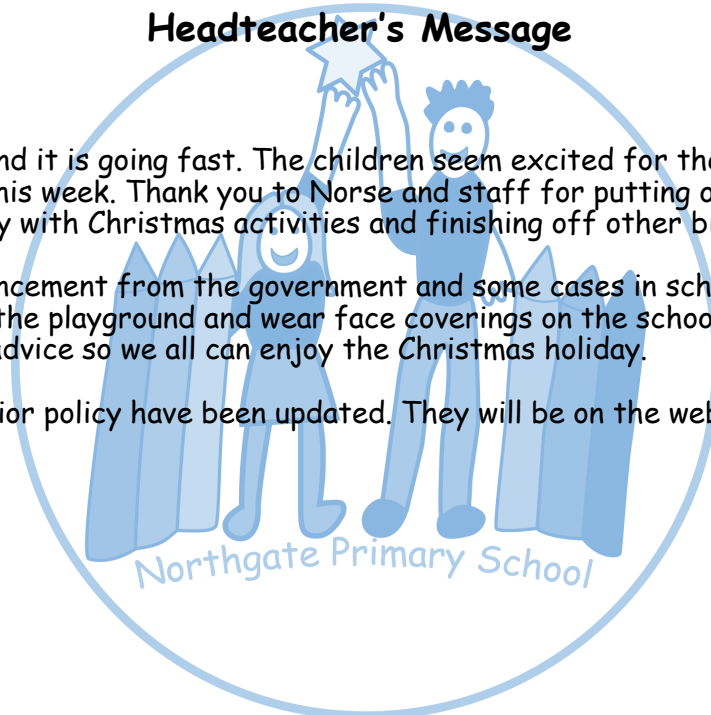 Headteacher's Message
nd it is going fast. The children seem excited for the
his week. Thank you to Norse and staff for putting o
y with Christmas activities and finishing off other b
ncement from the government and some cases in sch
the playground and wear face coverings on the schoo
advice so we all can enjoy the Christmas holiday.
ior policy have been updated. They will be on the web
Northgate Primary School